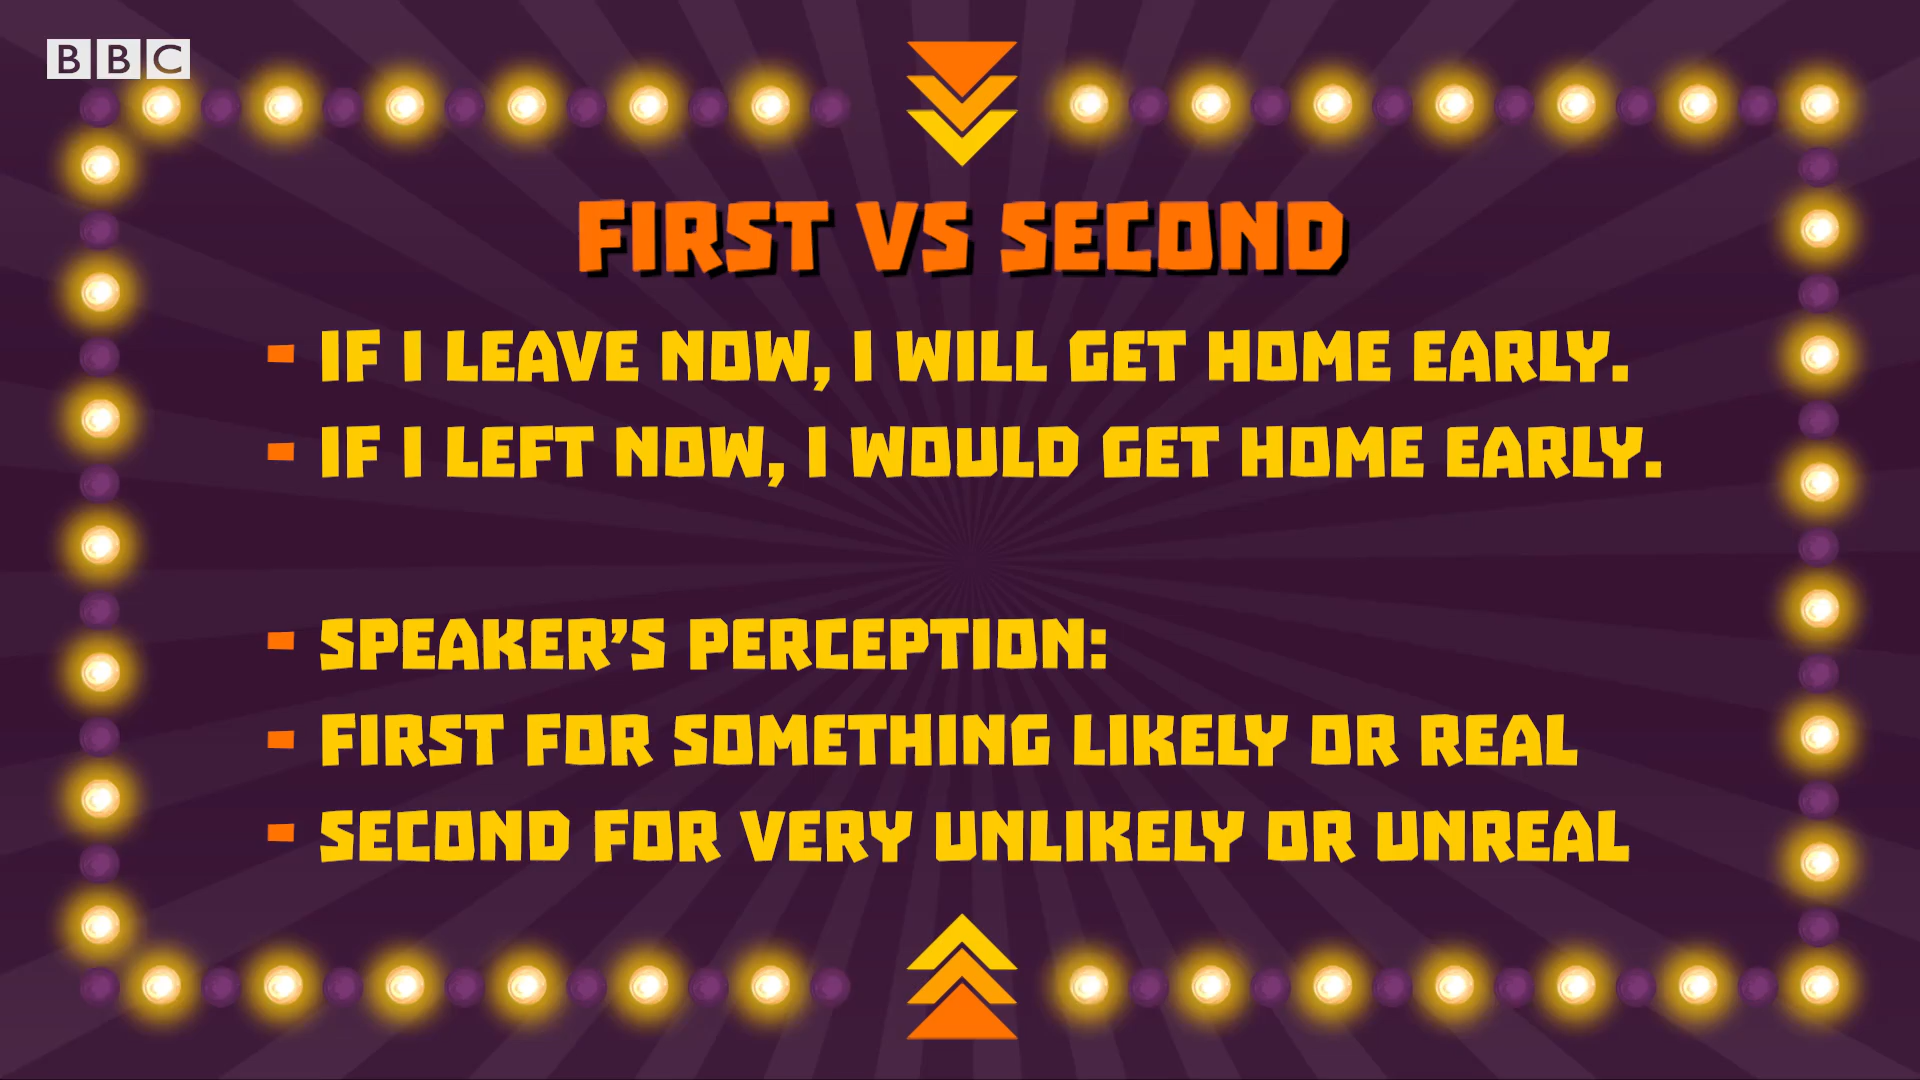 BBC
FIRST VS SECOND
- IF I LEAVE NOW, I WILL GET HOME EARLY.
- IF I LEFT NOW, I WOULD GET HOME EARLY.
- SPEAKER'S PERCEPTION:
- FIRST FOR SOMETHING LIKELY OR REAL
- SECOND FOR VERY UNLIKELY OR UNREAL